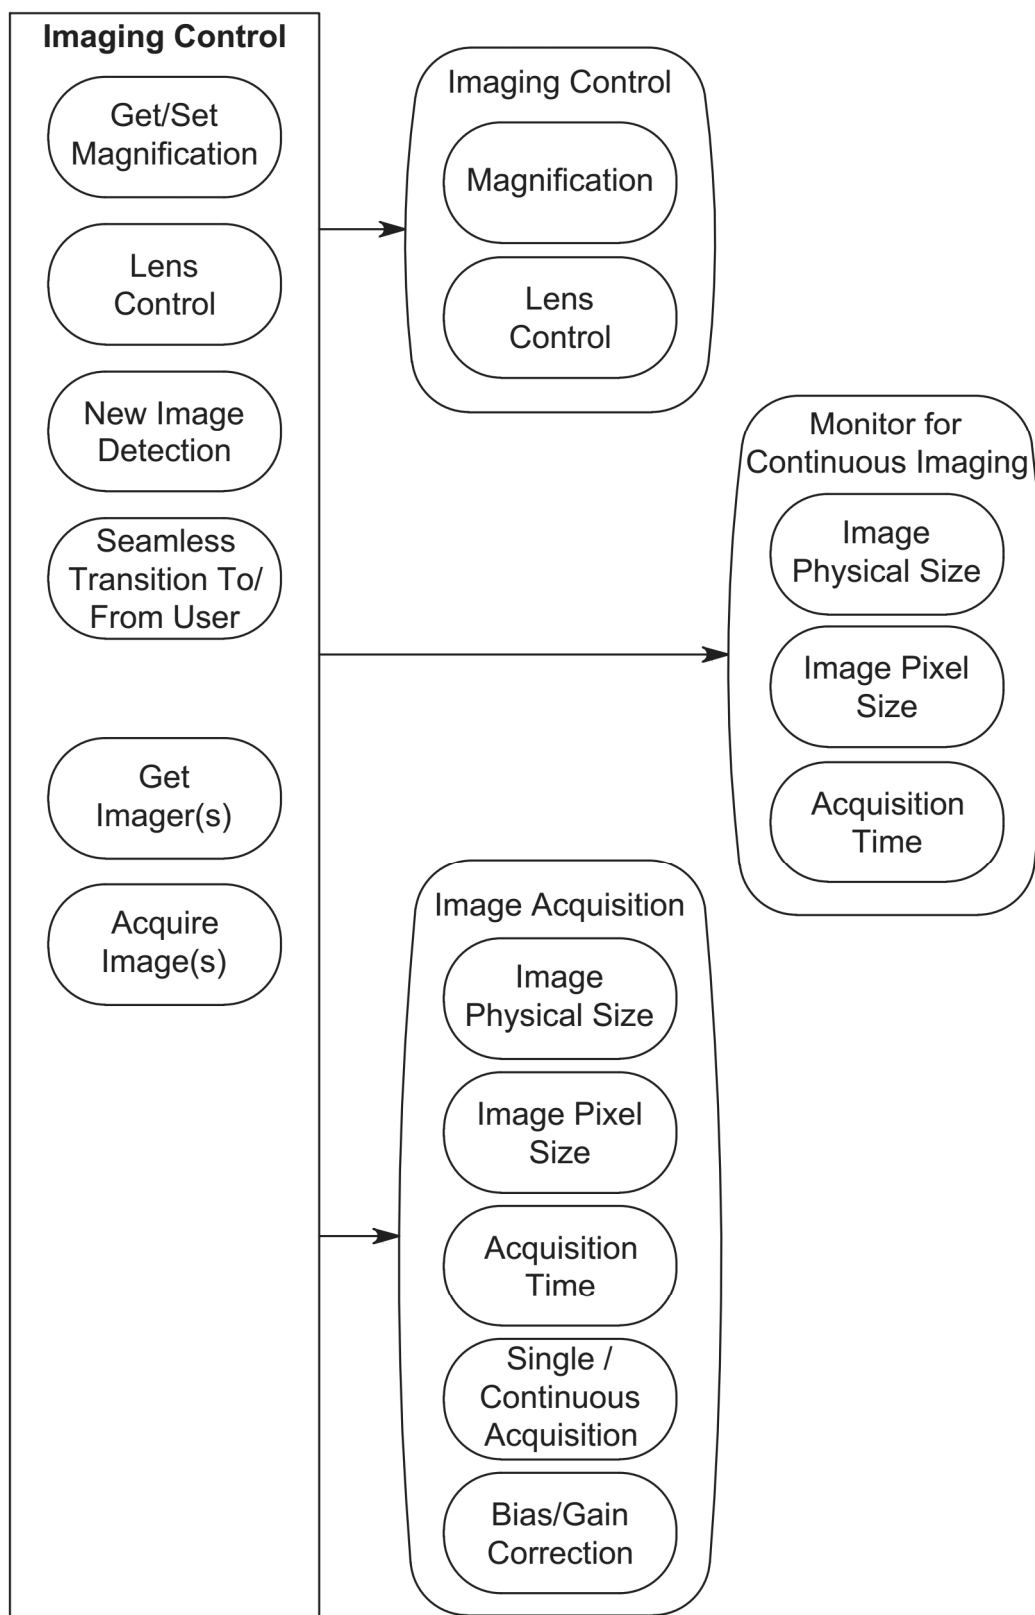 Imaging Control
Get/Set
Magnification
Lens
Control
New Image
Detection
Seamless
Transition To/
From User
Get
Imager(s)
Acquire
Image(s)
Imaging Control
Magnification
Lens
Control
Monitor for
Continuous Imaging
Image
Physical Size
Image Pixel
Size
Acquisition
Time
Image Acquisition
Image
Physical Size
Image Pixel
Size
Acquisition
Time
Single /
Continuous
Acquisition
Bias/Gain
Correction